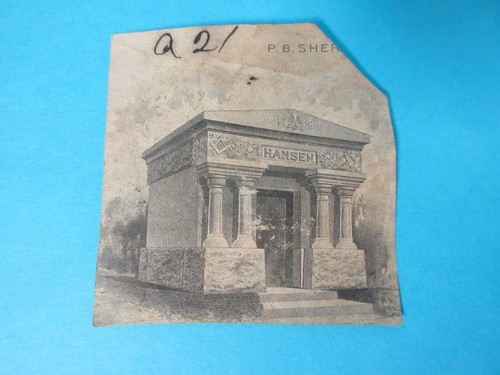 Q 21
P. B. SHER
HANSEN